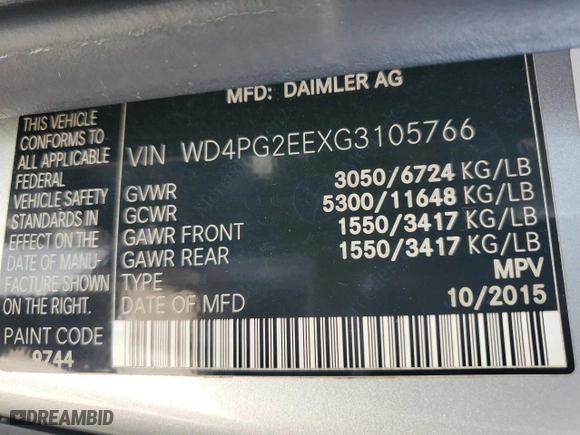 MFD: DAIMLER AG
THIS VEHICLE
CONFORMS TO
ALL APPLICABLE
FEDERAL
VEHICLE SAFETY
STANDARDS IN
EFFECT ON THE
DATE OF MANU-
FACTURE SHOWN
ON THE RIGHT.
PAINT CODE
9744
VIN WD4PG2EEXG3105766
GVWR 3050/6724 KG/LB
GCWR 5300/11648 KG/LB
GAWR FRONT 1550/3417 KG/LB
GAWR REAR 1550/3417 KG/LB
TYPE MPV
DATE OF MFD 10/2015
DREAMBID